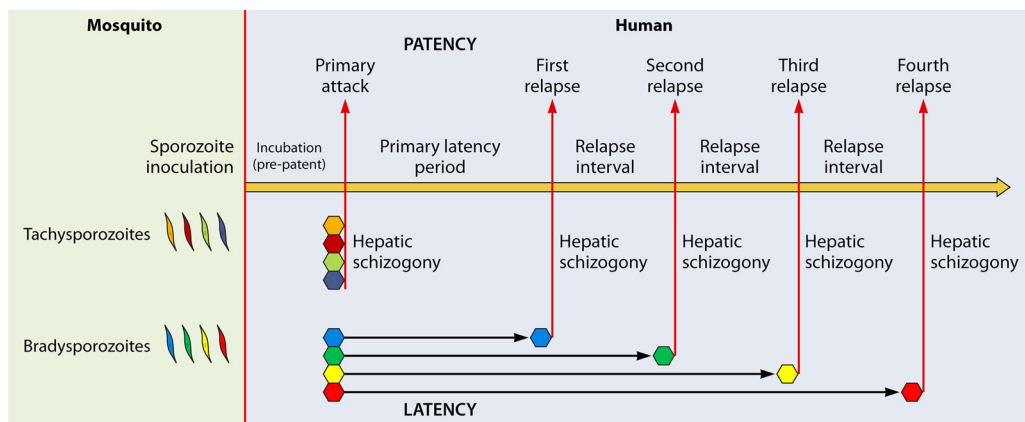 Mosquito
Human
PATENCY
Primary
attack
First
relapse
Second
relapse
Third
relapse
Fourth
relapse
Sporozoite
inoculation
Incubation
(pre-patent)
Primary latency
period
Relapse
interval
Relapse
interval
Relapse
interval
Tachysporozoites
Hepatic
schizogony
Hepatic
schizogony
Hepatic
schizogony
Hepatic
schizogony
Hepatic
schizogony
Bradysporozoites
LATENCY